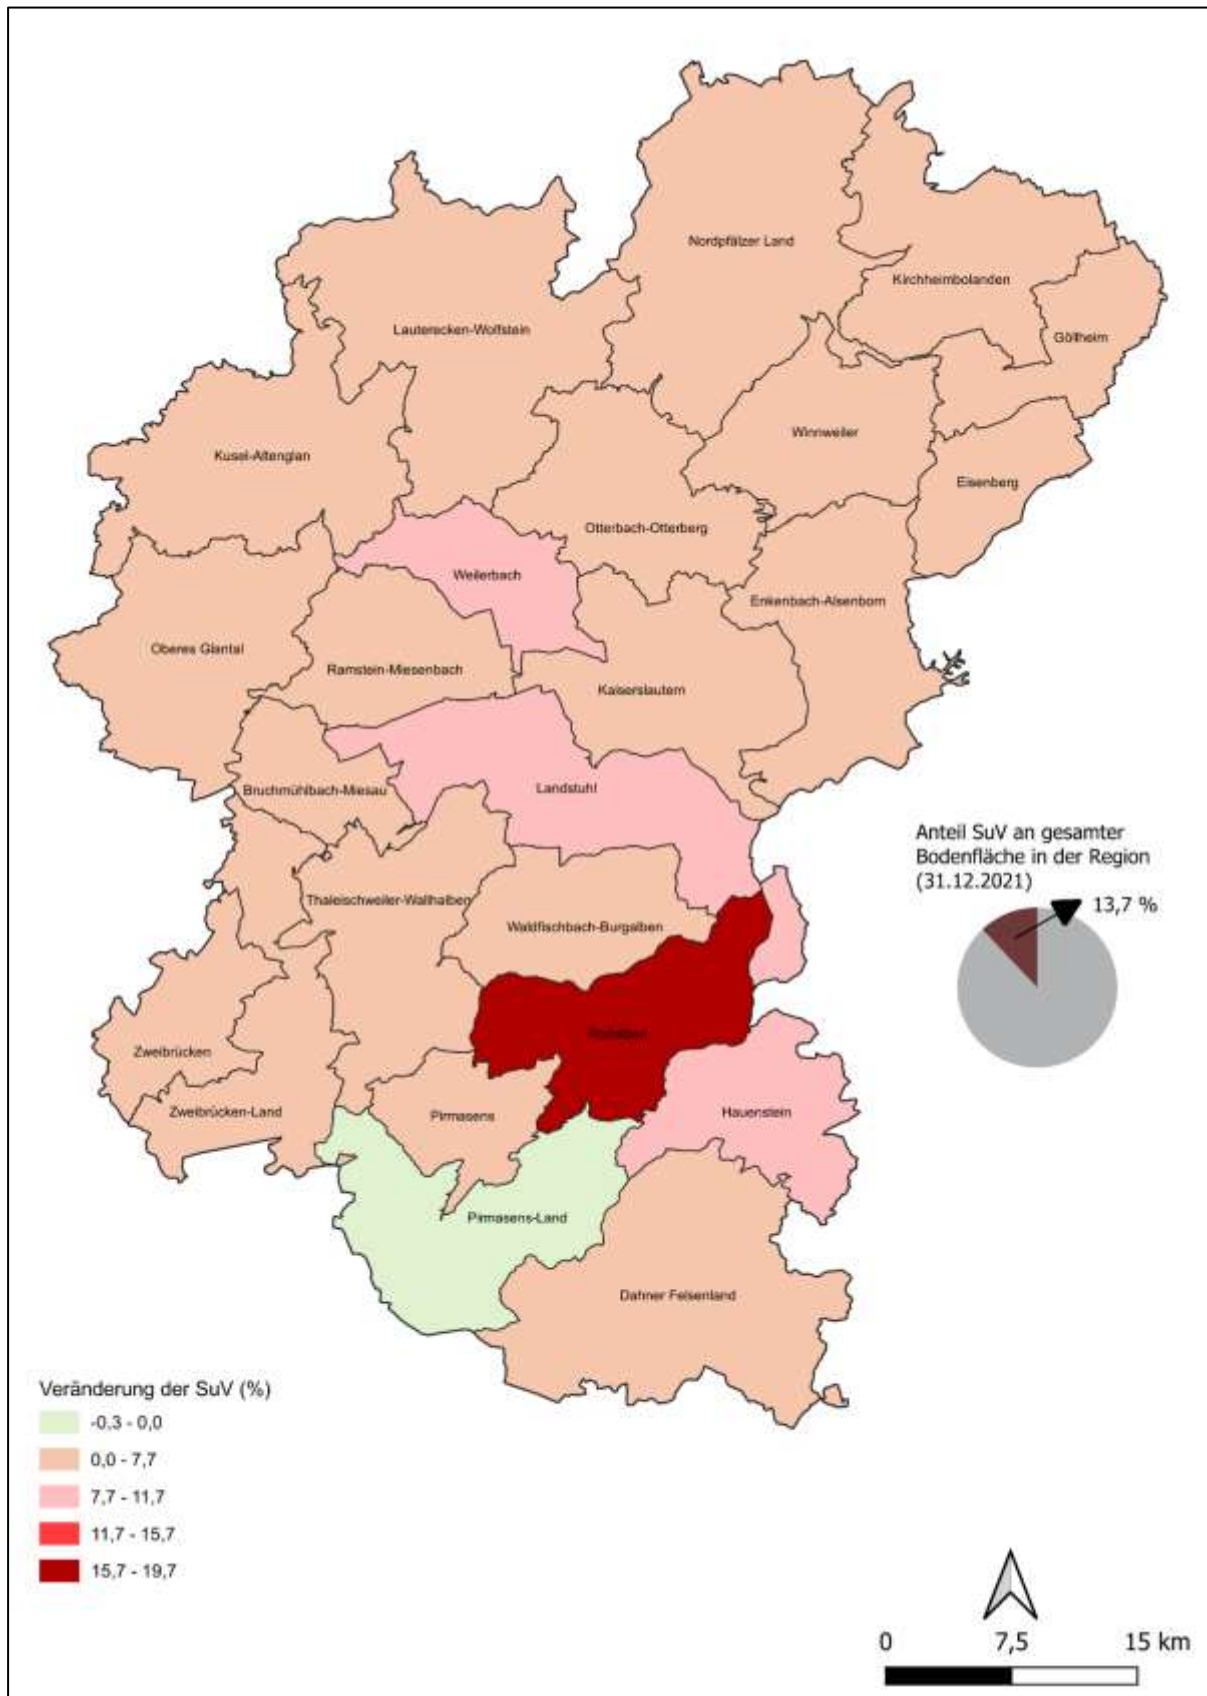 Nordpfälzer Land
Kirchheimbolanden
Lauterecken-Wolfstein
Göllheim
Winnweiler
Kusel-Altenglan
Eisenberg
Otterbach-Otterberg
Weilerbach
Enkenbach-Alsenborn
Oberes Glantal
Ramstein-Miesenbach
Kaiserslautern
Bruchmühlbach-Miesau
Landstuhl
Anteil SuV an gesamter
Bodenfläche in der Region
(31.12.2021)
13,7 %
Thaleischweiler-Wallhalben
Waldfischbach-Burgalben
Rodalben
Zweibrücken
Zweibrücken-Land
Pirmasens
Hauenstein
Pirmasens-Land
Dahner Felsenland
Veränderung der SuV (%)
-0,3 - 0,0
0,0 - 7,7
7,7 - 11,7
11,7 - 15,7
15,7 - 19,7
0 7,5 15 km